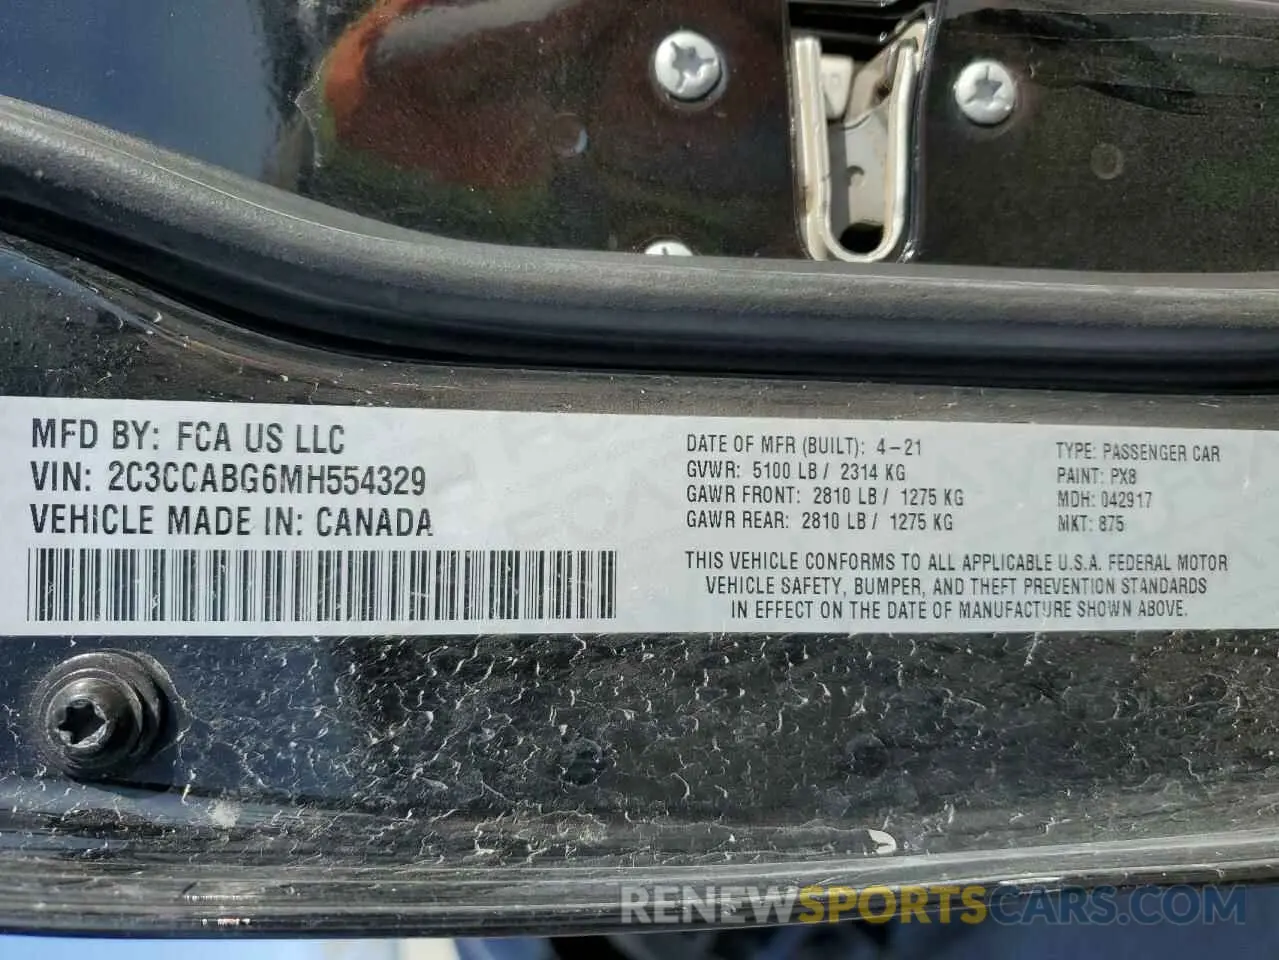 MFD BY: FCA US LLC
VIN: 2C3CCABG6MH554329
VEHICLE MADE IN: CANADA
DATE OF MFR (BUILT): 4-21
GVWR: 5100 LB / 2314 KG
GAWR FRONT: 2810 LB / 1275 KG
GAWR REAR: 2810 LB / 1275 KG
TYPE: PASSENGER CAR
PAINT: PX8
MDH: 042917
MKT: 875
THIS VEHICLE CONFORMS TO ALL APPLICABLE U.S.A. FEDERAL MOTOR
VEHICLE SAFETY, BUMPER, AND THEFT PREVENTION STANDARDS
IN EFFECT ON THE DATE OF MANUFACTURE SHOWN ABOVE.
RENEWSPORTSCARS.COM